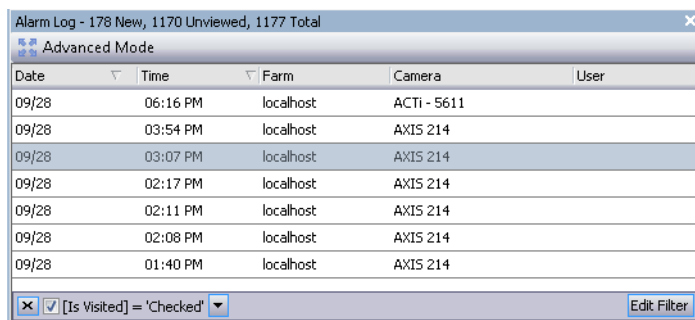 Alarm Log - 178 New, 1170 Unviewed, 1177 Total
Advanced Mode
Date Time Farm Camera User
09/28 06:16 PM localhost ACTi - 5611
09/28 03:54 PM localhost AXIS 214
09/28 03:07 PM localhost AXIS 214
09/28 02:17 PM localhost AXIS 214
09/28 02:11 PM localhost AXIS 214
09/28 02:08 PM localhost AXIS 214
09/28 01:40 PM localhost AXIS 214
[Is Visited] = 'Checked' Edit Filter